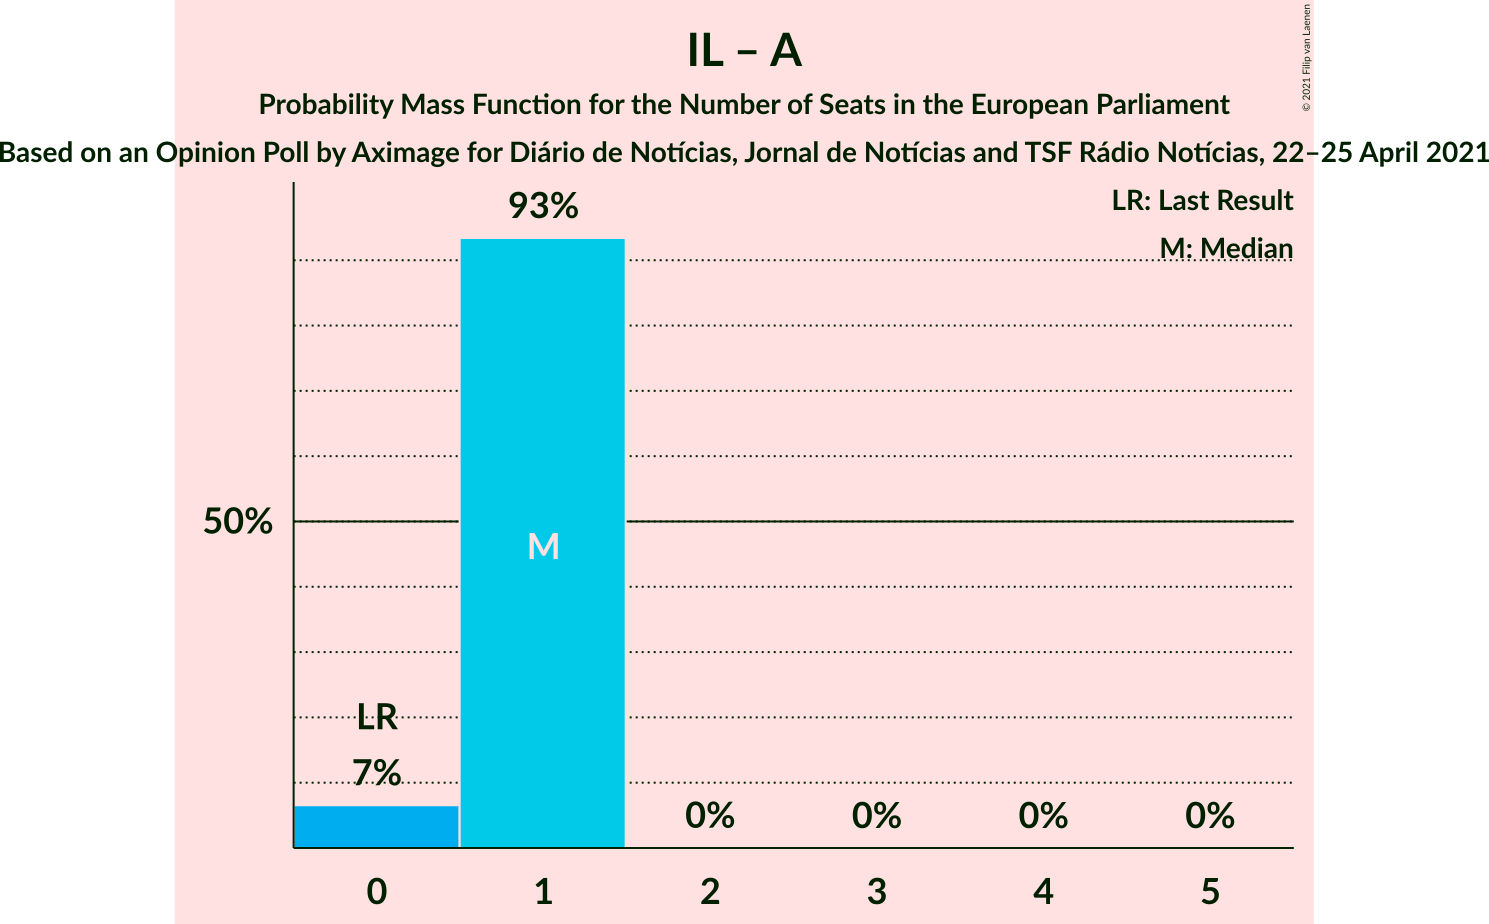 IL – A
Probability Mass Function for the Number of Seats in the European Parliament
Based on an Opinion Poll by Aximage for Diário de Notícias, Jornal de Notícias and TSF Rádio Notícias, 22–25 April 2021
© 2021 Filip van Laenen
LR: Last Result
M: Median
93%
50%
M
LR
7%
0% 0% 0% 0%
0 1 2 3 4 5